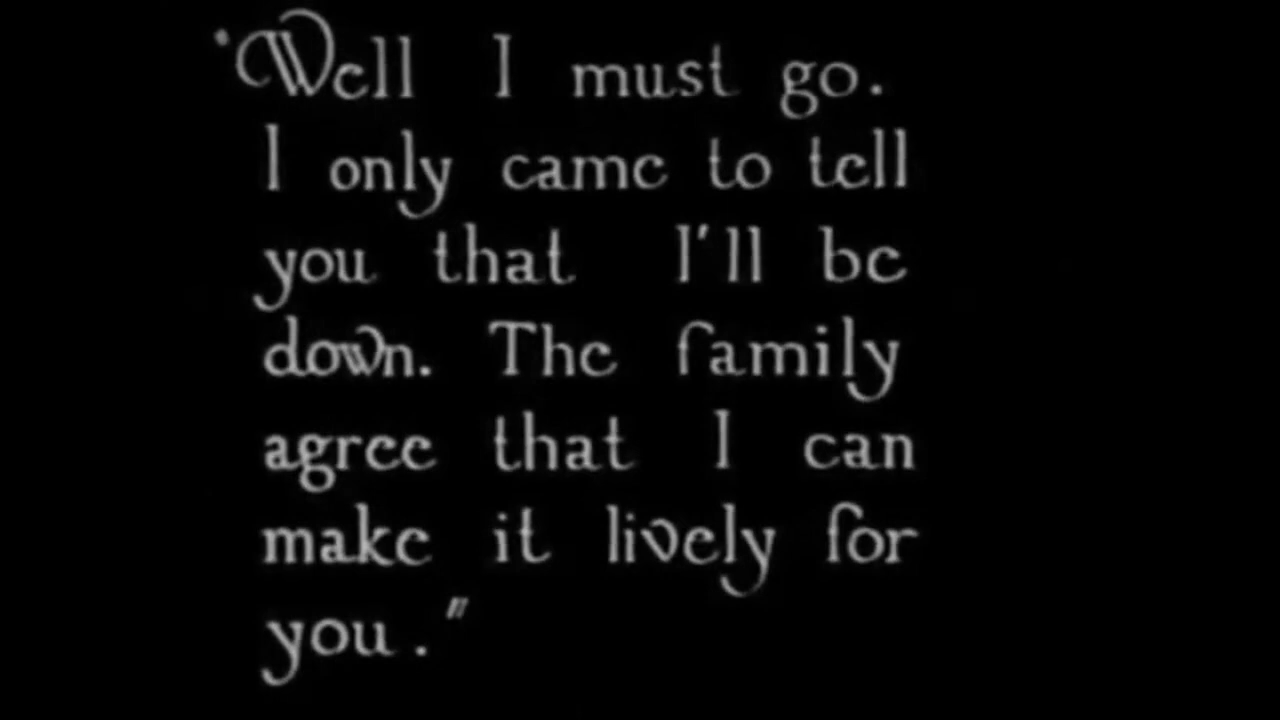 "Well I must go.
I only came to tell
you that I'll be
down. The family
agree that I can
make it lively for
you."